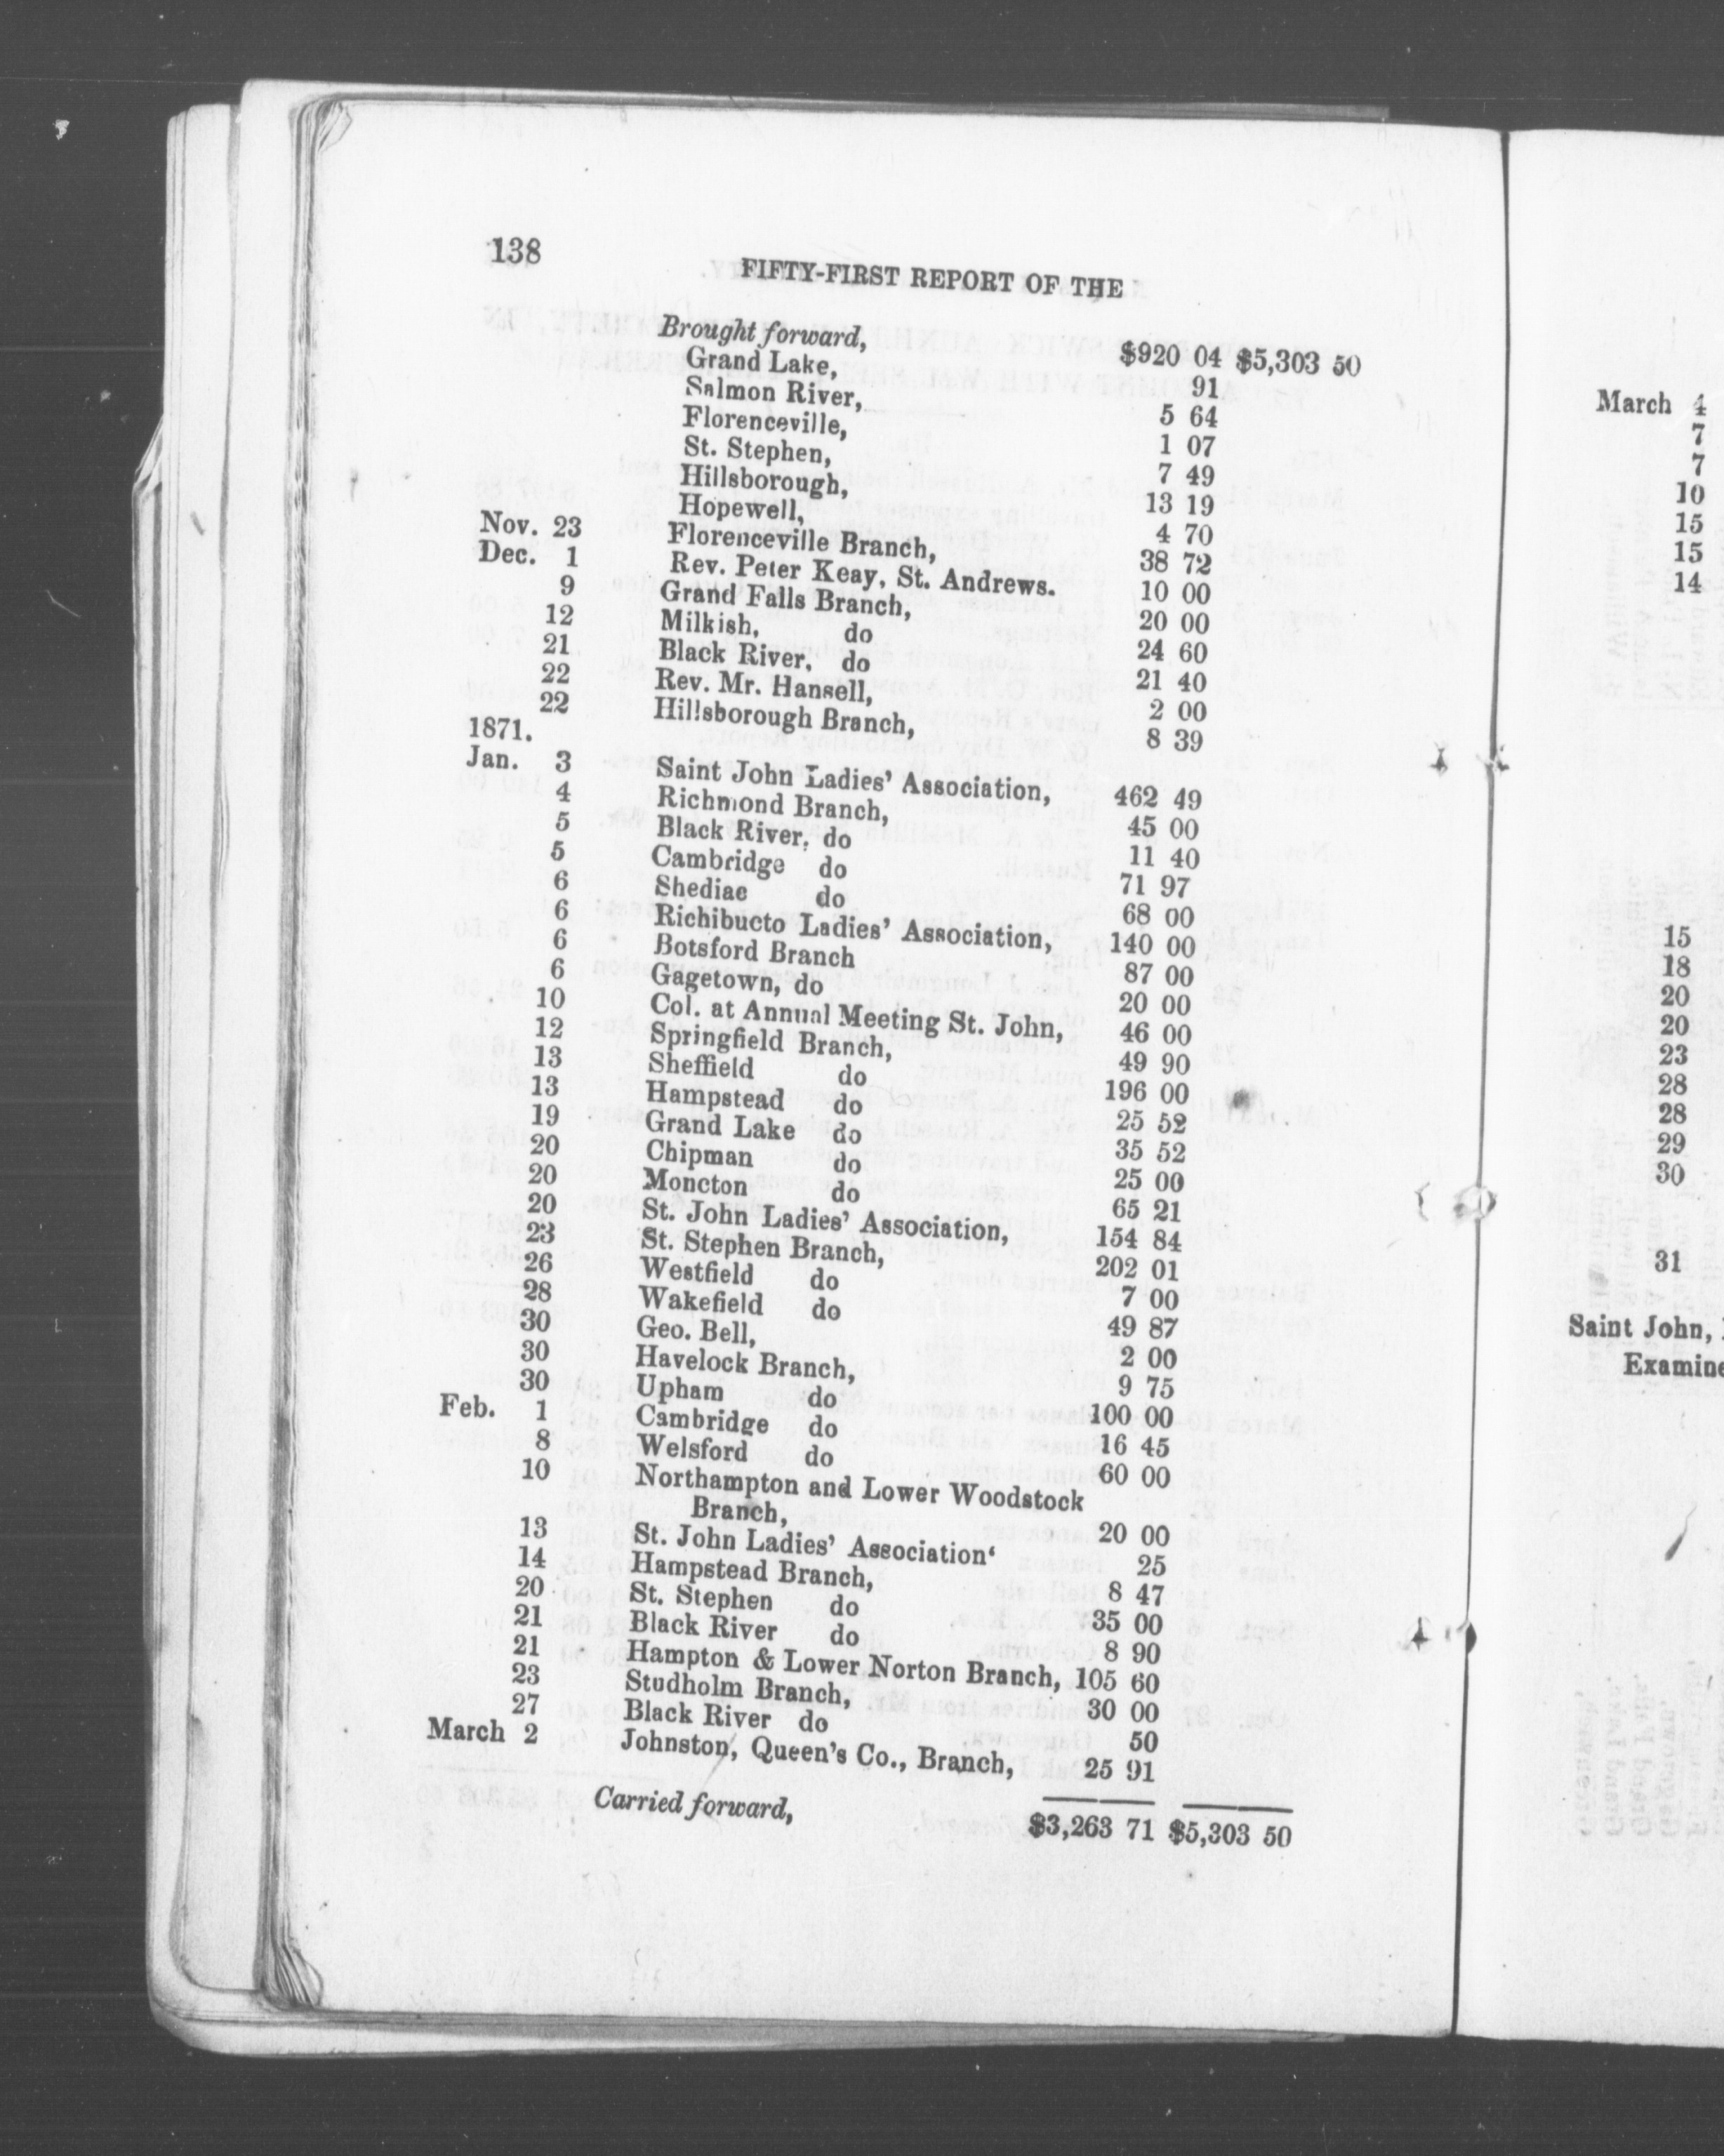 138
FIFTY-FIRST REPORT OF THE
Brought forward, $920 04 $5,303 50
Grand Lake, 91
Salmon River, 5 64
Florenceville, 1 07
St. Stephen, 7 49
Hillsborough, 13 19
Hopewell, 4 70
Nov. 23 Florenceville Branch, 38 72
Dec. 1 Rev. Peter Keay, St. Andrews. 10 00
9 Grand Falls Branch, 20 00
12 Milkish, do 24 60
21 Black River, do 21 40
22 Rev. Mr. Hansell, 2 00
22 Hillsborough Branch, 8 39
1871.
Jan. 3 Saint John Ladies' Association, 462 49
4 Richmond Branch, 45 00
5 Black River, do 11 40
5 Cambridge do 71 97
6 Shediac do 68 00
6 Richibucto Ladies' Association, 140 00
6 Botsford Branch 87 00
6 Gagetown, do 20 00
10 Col. at Annual Meeting St. John, 46 00
12 Springfield Branch, 49 90
13 Sheffield do 196 00
13 Hampstead do 25 52
19 Grand Lake do 35 52
20 Chipman do 25 00
20 Moncton do 65 21
20 St. John Ladies' Association, 154 84
23 St. Stephen Branch, 202 01
26 Westfield do 7 00
28 Wakefield do 49 87
30 Geo. Bell, 2 00
30 Havelock Branch, 9 75
30 Upham do 100 00
Feb. 1 Cambridge do 16 45
8 Welsford do 60 00
10 Northampton and Lower Woodstock
Branch, 20 00
13 St. John Ladies' Association‘ 25
14 Hampstead Branch, 8 47
20 St. Stephen do 35 00
21 Black River do 8 90
21 Hampton & Lower Norton Branch, 105 60
23 Studholm Branch, 30 00
27 Black River do 50
March 2 Johnston, Queen's Co., Branch, 25 91
Carried forward, $3,263 71 $5,303 50
March 4
7
7
10
15
15
14
15
18
20
20
23
28
28
29
30
31
Saint John,
Examine